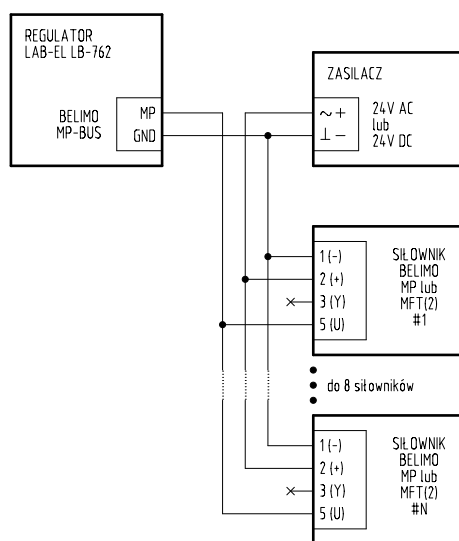 REGULATOR
LAB-EL LB-762
BELIMO
MP-BUS
MP
GND
ZASILACZ
~ +
⊥ −
24V AC
lub
24V DC
1 (-)
2 (+)
3 (Y)
5 (U)
SIŁOWNIK
BELIMO
MP lub
MFT(2)
#1
do 8 siłowników
1 (-)
2 (+)
3 (Y)
5 (U)
SIŁOWNIK
BELIMO
MP lub
MFT(2)
#N